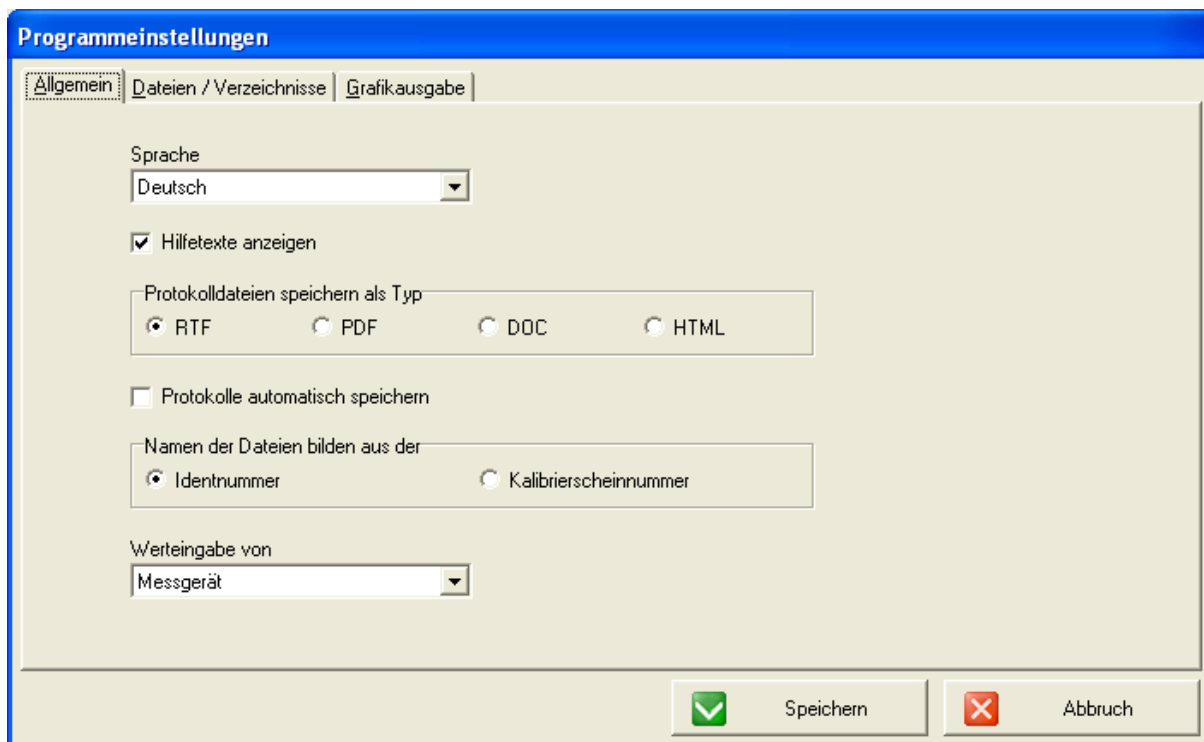 Programmeinstellungen
Allgemein Dateien / Verzeichnisse Grafikausgabe
Sprache
Deutsch
Hilfetexte anzeigen
Protokolldateien speichern als Typ
RTF PDF DOC HTML
Protokolle automatisch speichern
Namen der Dateien bilden aus der
Identnummer Kalibrierscheinnummer
Werteingabe von
Messgerät
Speichern Abbruch